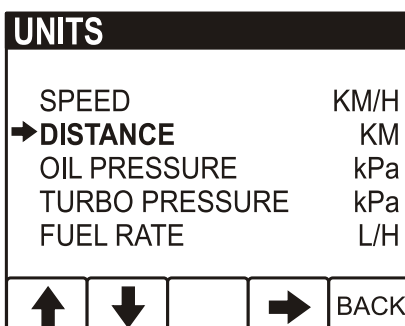 UNITS
SPEED KM/H
DISTANCE KM
OIL PRESSURE kPa
TURBO PRESSURE kPa
FUEL RATE L/H
BACK